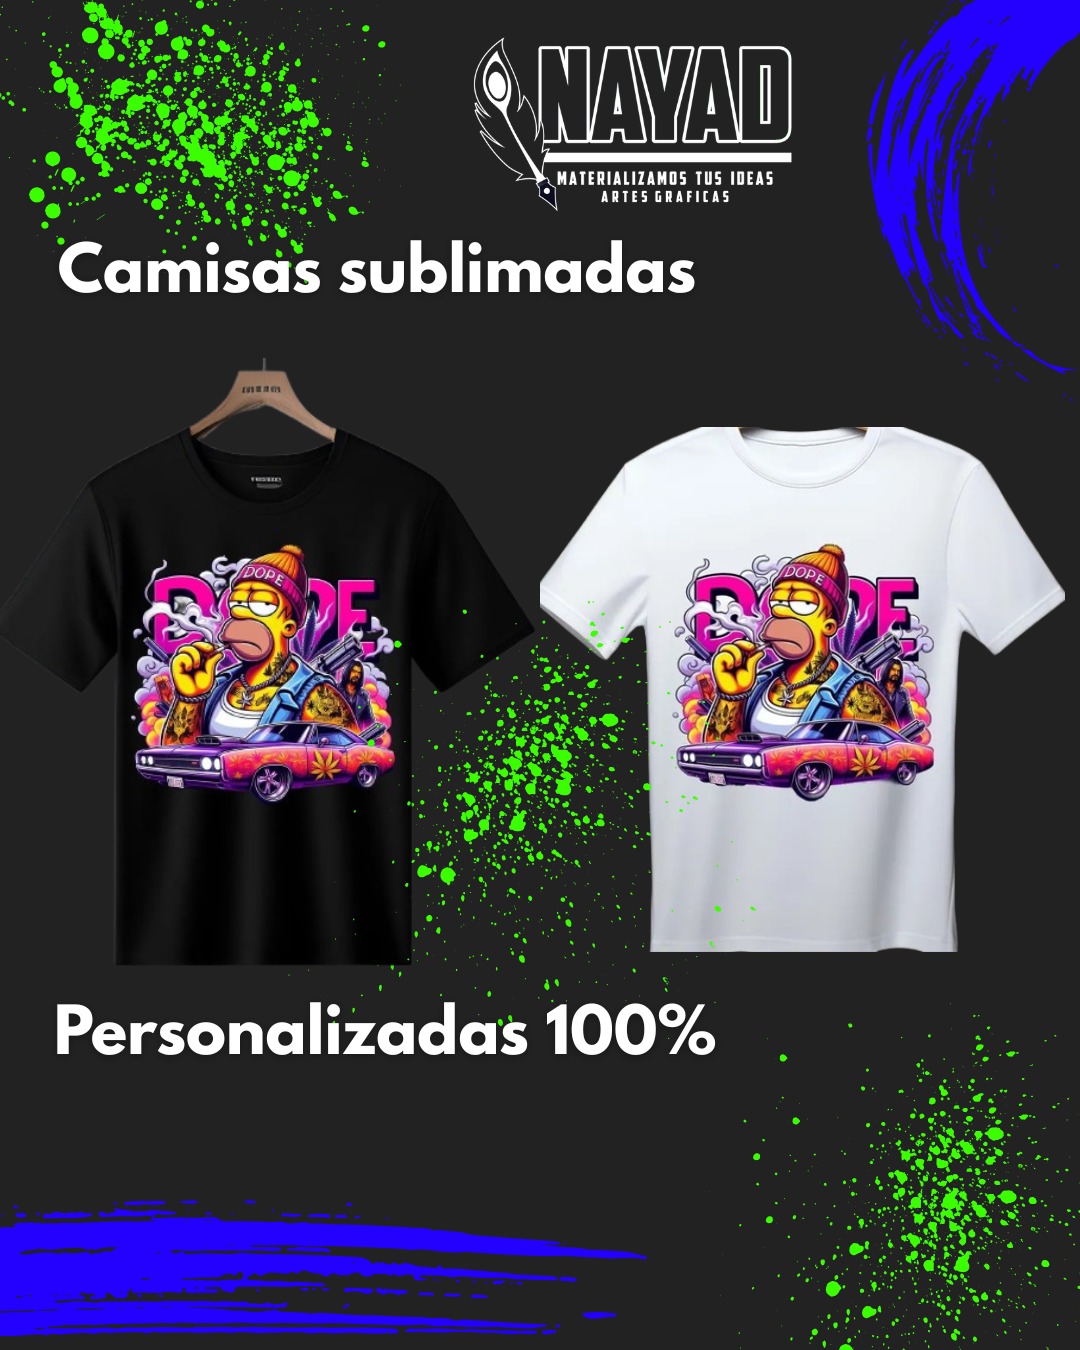 NAYAD
MATERIALIZAMOS TUS IDEAS
ARTES GRAFICAS
Camisas sublimadas
DOPE
DOPE
DOPE
DOPE
Personalizadas 100%